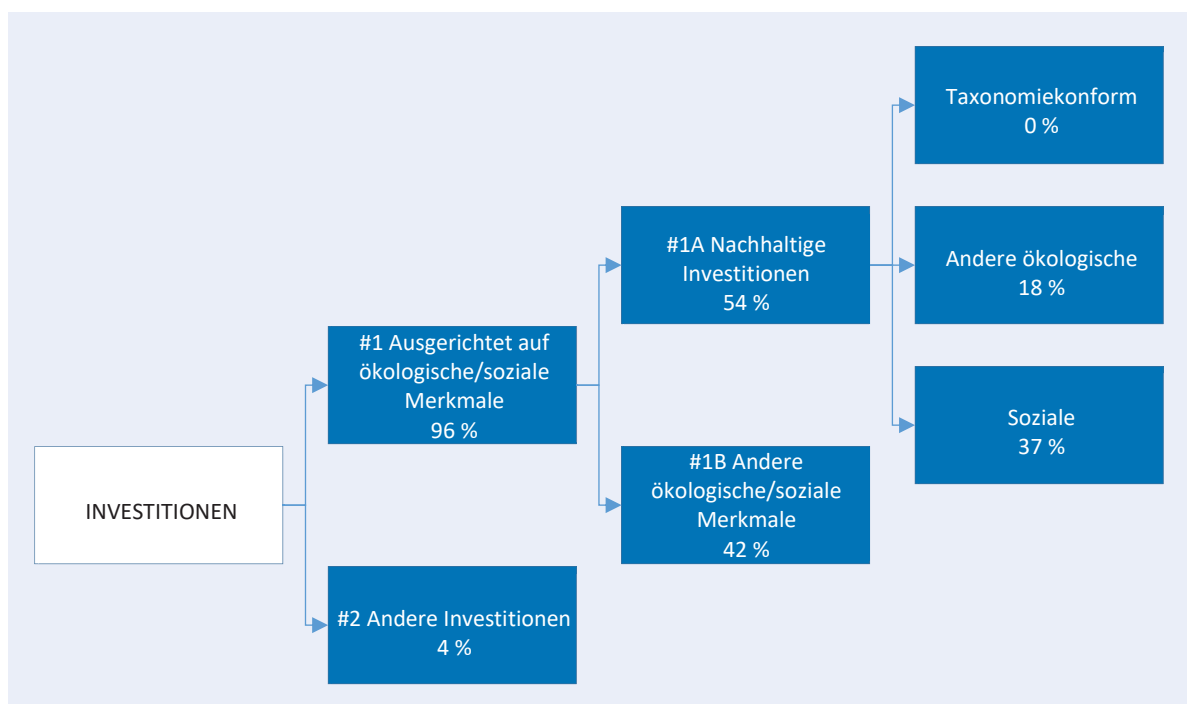 INVESTITIONEN
#1 Ausgerichtet auf
ökologische/soziale
Merkmale
96 %
#2 Andere Investitionen
4 %
#1A Nachhaltige
Investitionen
54 %
#1B Andere
ökologische/soziale
Merkmale
42 %
Taxonomiekonform
0 %
Andere ökologische
18 %
Soziale
37 %